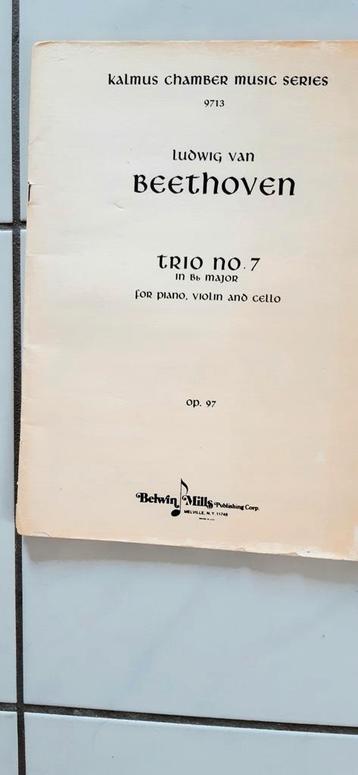 Kalmus Chamber Music Series
9713
Ludwig van
Beethoven
Trio No. 7
in B♭ Major
for Piano, Violin and Cello
Op. 97
Belwin Mills Publishing Corp.
MELVILLE, N.Y. 11746